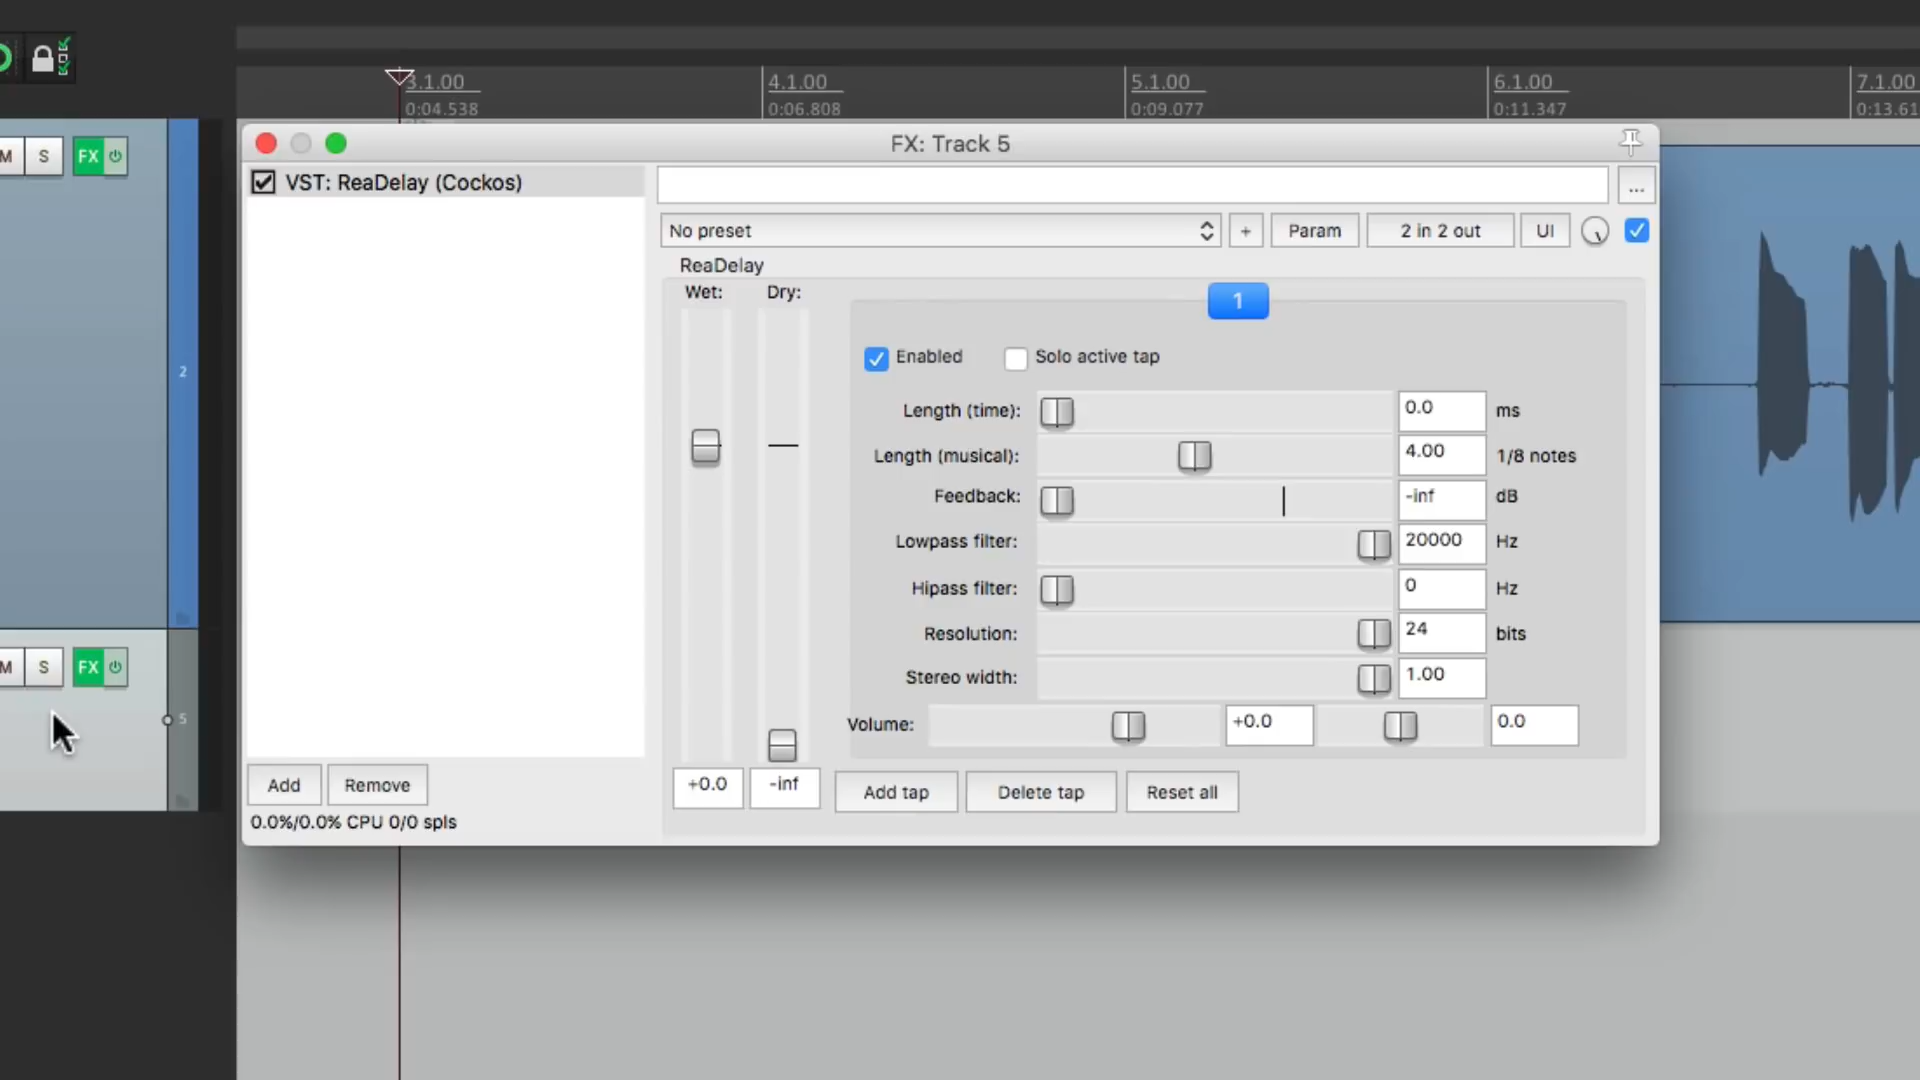 3.1.00 4.1.00 5.1.00 6.1.00 7.1.00
0:04.538 0:06.808 0:09.077 0:11.347 0:13.61
FX: Track 5
M S FX
VST: ReaDelay (Cockos)
...
No preset + Param 2 in 2 out UI
ReaDelay
Wet: Dry:
1
Enabled Solo active tap
2
Length (time): 0.0 ms
Length (musical): 4.00 1/8 notes
Feedback: -inf dB
Lowpass filter: 20000 Hz
Hipass filter: 0 Hz
Resolution: 24 bits
M S FX
Stereo width: 1.00
5
Volume: +0.0 0.0
Add Remove +0.0 -inf Add tap Delete tap Reset all
0.0%/0.0% CPU 0/0 spls